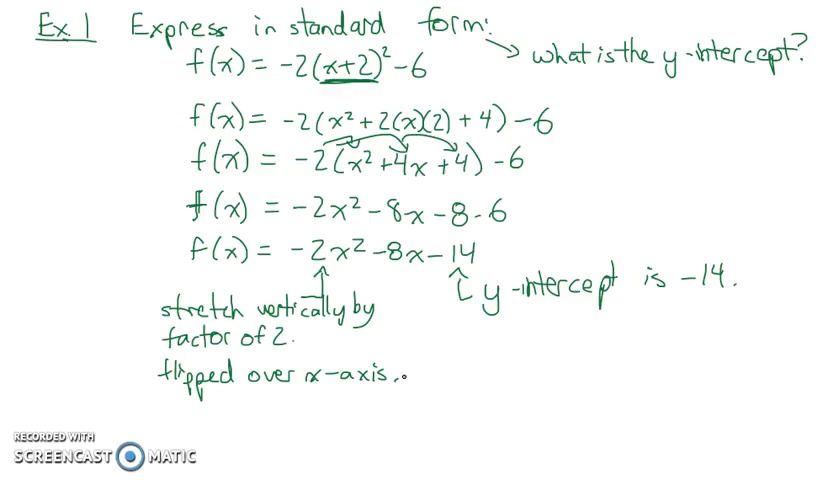 Ex. 1 Express in standard form:
what is the y-intercept?
f(x) = -2(x+2)² - 6
f(x) = -2(x² + 2(x)(2) + 4) - 6
f(x) = -2(x² + 4x + 4) - 6
f(x) = -2x² - 8x - 8 - 6
f(x) = -2x² - 8x - 14
y-intercept is -14.
stretch vertically by
factor of 2.
flipped over x-axis.
RECORDED WITH
SCREENCAST MATIC